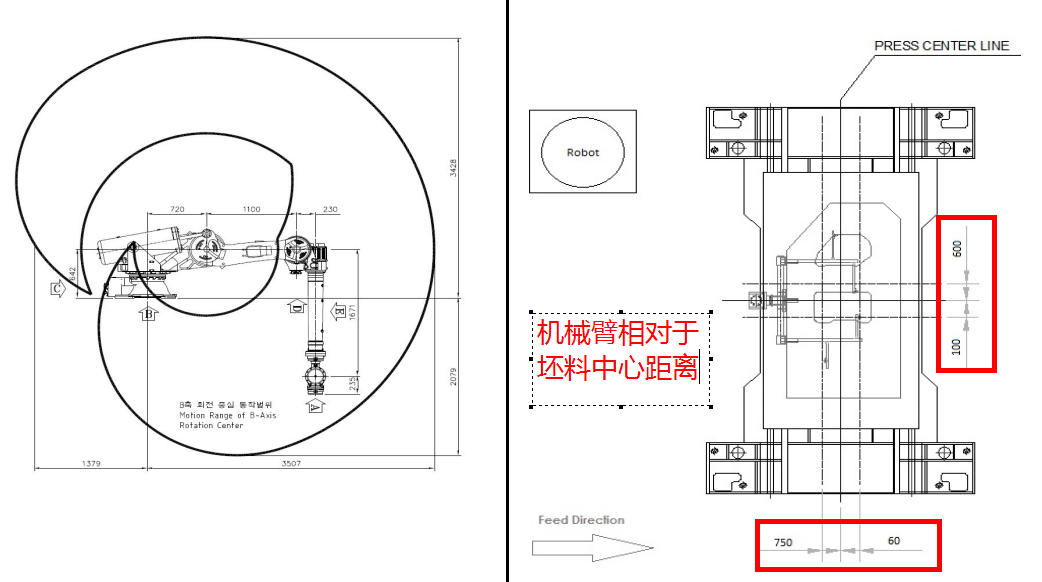 3428
720
1100
230
642
C
B
D
E
1671
235
A
2079
B축 회전 중심 동작범위
Motion Range of B-Axis
Rotation Center
1379
3507
PRESS CENTER LINE
Robot
600
100
机械臂相对于
坯料中心距离
Feed Direction
750
60